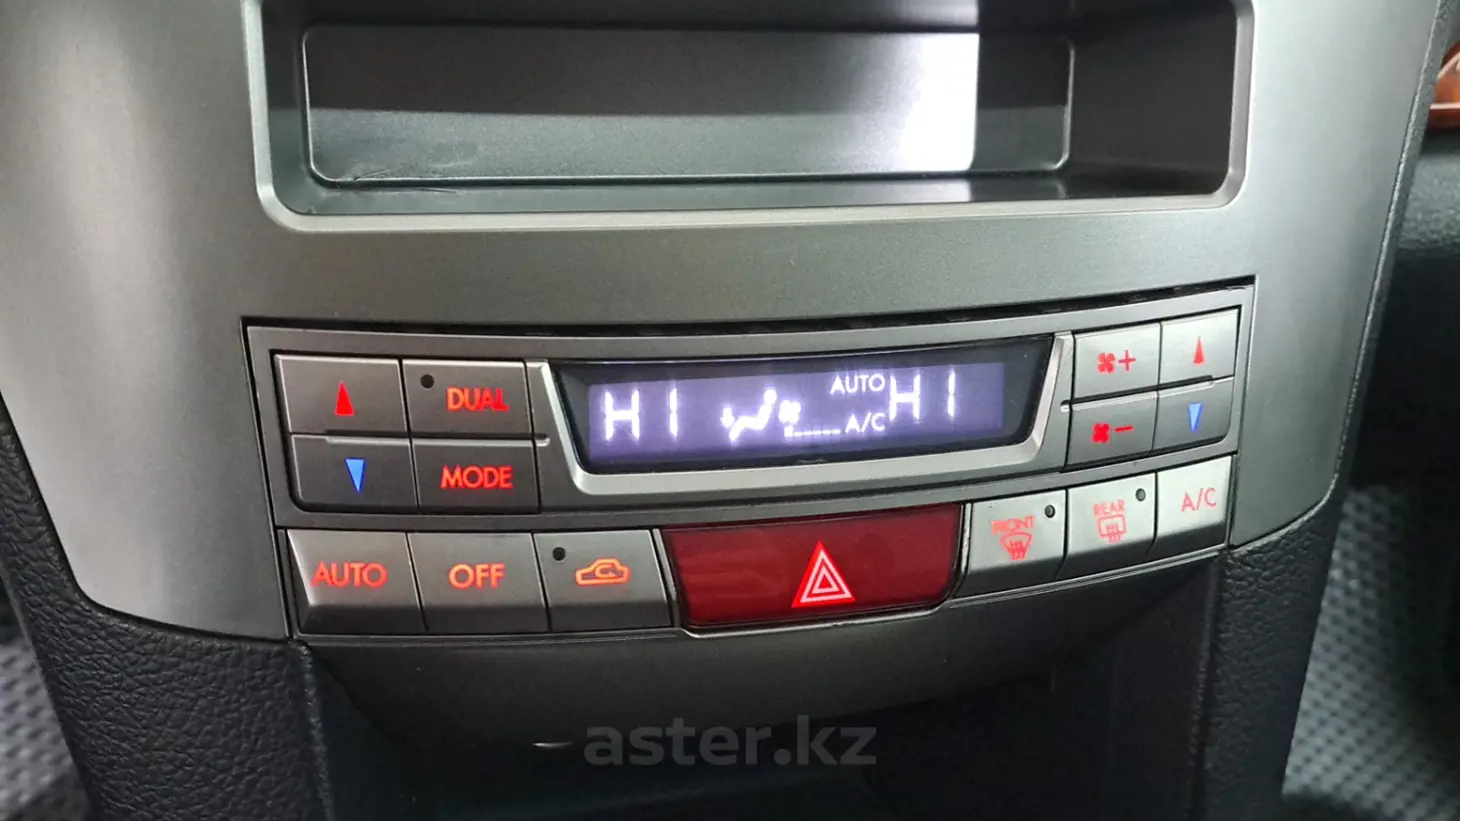 DUAL
MODE
HI AUTO HI
A/C
+
-
AUTO OFF
FRONT
REAR
A/C
aster.kz